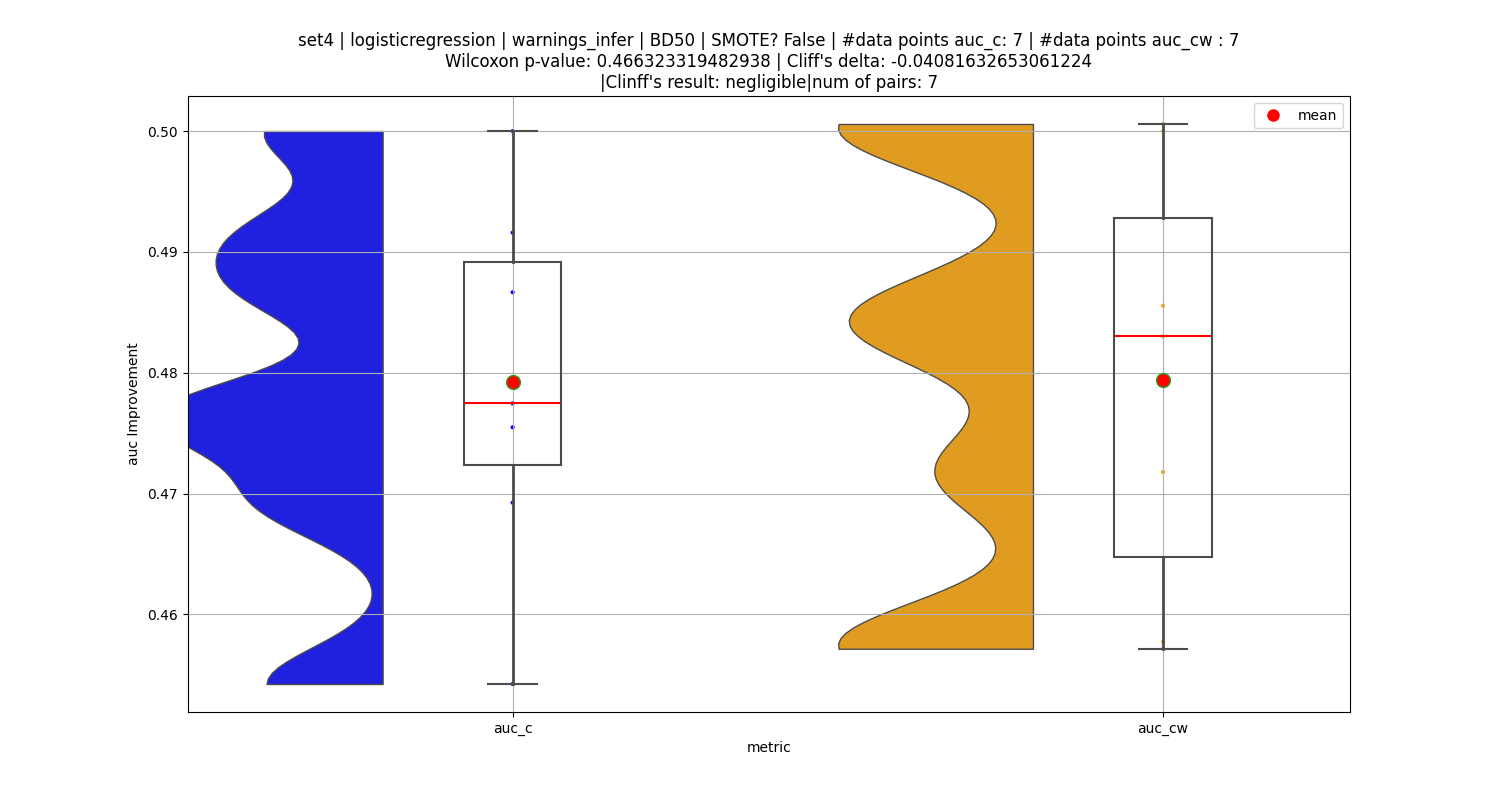 set4 | logisticregression | warnings_infer | BD50 | SMOTE? False | #data points auc_c: 7 | #data points auc_cw : 7
Wilcoxon p-value: 0.466323319482938 | Cliff's delta: -0.04081632653061224
|Clinff's result: negligible|num of pairs: 7
mean
0.50
0.49
0.48
0.47
0.46
auc Improvement
auc_c
auc_cw
metric